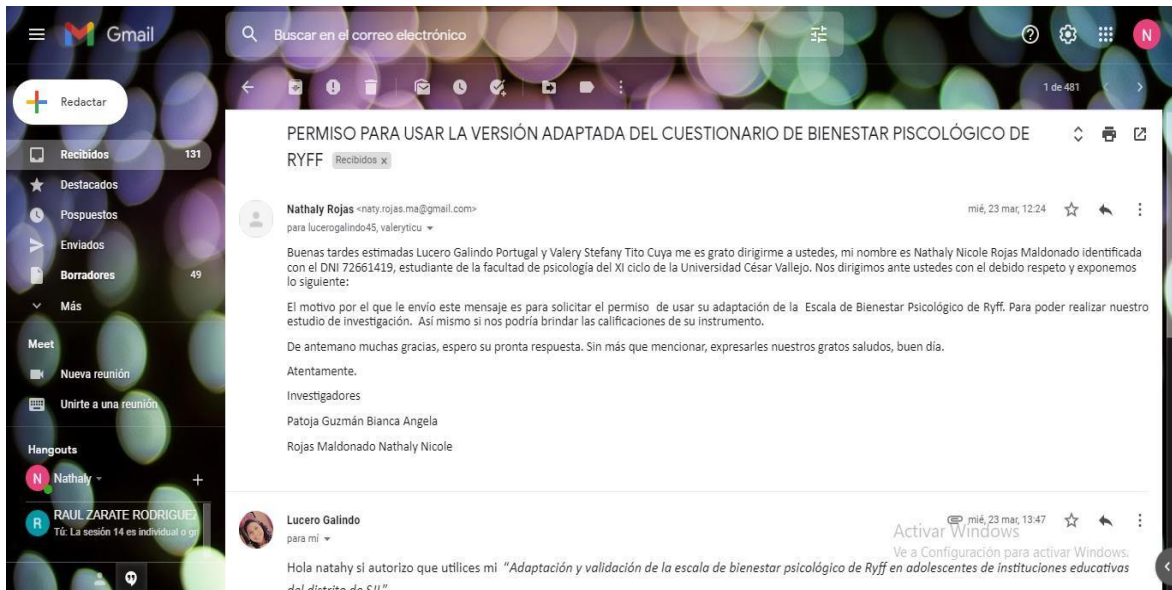 Gmail
Buscar en el correo electrónico
N
Redactar
1 de 481
Recibidos 131
Destacados
Pospuestos
Enviados
Borradores 49
Más
Meet
Nueva reunión
Unirte a una reunión
Hangouts
N Nathaly
R RAUL ZARATE RODRIGUEZ
Tú: La sesión 14 es individual o gr
PERMISO PARA USAR LA VERSIÓN ADAPTADA DEL CUESTIONARIO DE BIENESTAR PISCOLÓGICO DE
RYFF Recibidos x
Nathaly Rojas <naty.rojas.ma@gmail.com> mié, 23 mar, 12:24
para lucerogalindo45, valeryticu
Buenas tardes estimadas Lucero Galindo Portugal y Valery Stefany Tito Cuya me es grato dirigirme a ustedes, mi nombre es Nathaly Nicole Rojas Maldonado identificada
con el DNI 72661419, estudiante de la facultad de psicología del XI ciclo de la Universidad César Vallejo. Nos dirigimos ante ustedes con el debido respeto y exponemos
lo siguiente:
El motivo por el que le envío este mensaje es para solicitar el permiso de usar su adaptación de la Escala de Bienestar Psicológico de Ryff. Para poder realizar nuestro
estudio de investigación. Así mismo si nos podría brindar las calificaciones de su instrumento.
De antemano muchas gracias, espero su pronta respuesta. Sin más que mencionar, expresarles nuestros gratos saludos, buen día.
Atentamente.
Investigadores
Patoja Guzmán Bianca Angela
Rojas Maldonado Nathaly Nicole
Lucero Galindo mié, 23 mar, 13:47
para mí
Activar Windows
Ve a Configuración para activar Windows.
Hola natahy si autorizo que utilices mi "Adaptación y validación de la escala de bienestar psicológico de Ryff en adolescentes de instituciones educativas
del distrito de SJL"